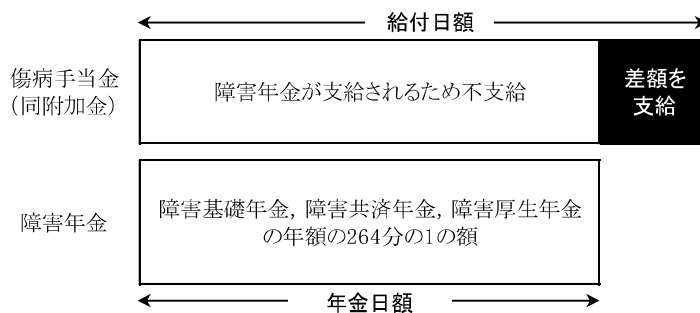 給付日額
傷病手当金
(同附加金)
障害年金が支給されるため不支給
差額を
支給
障害年金
障害基礎年金，障害共済年金，障害厚生年金
の年額の264分の1の額
年金日額